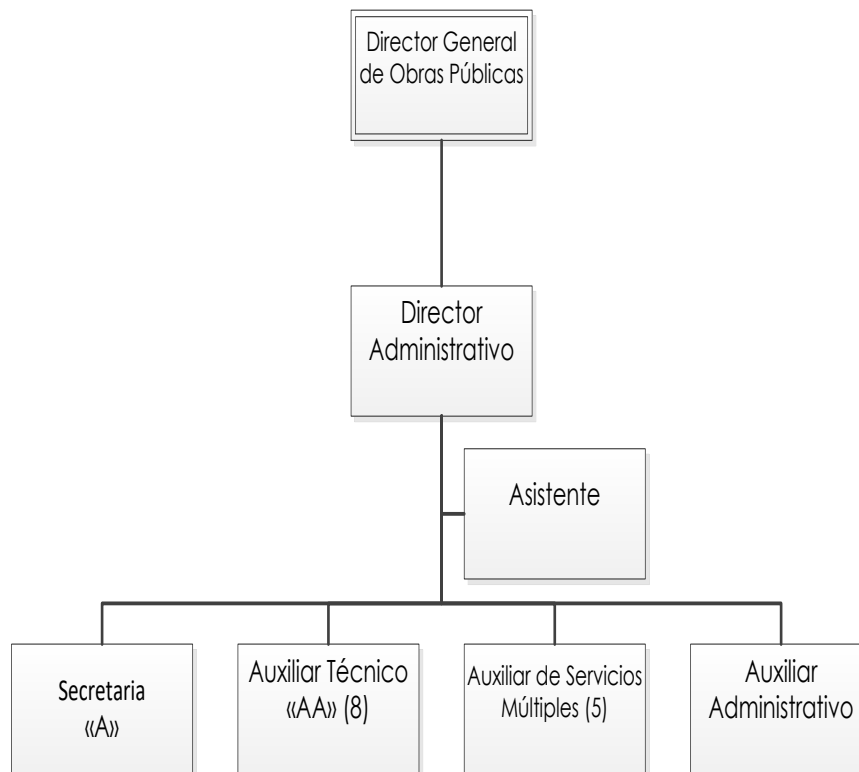 Director General
de Obras Públicas
Director
Administrativo
Asistente
Secretaria
«A»
Auxiliar Técnico
«AA» (8)
Auxiliar de Servicios
Múltiples (5)
Auxiliar
Administrativo